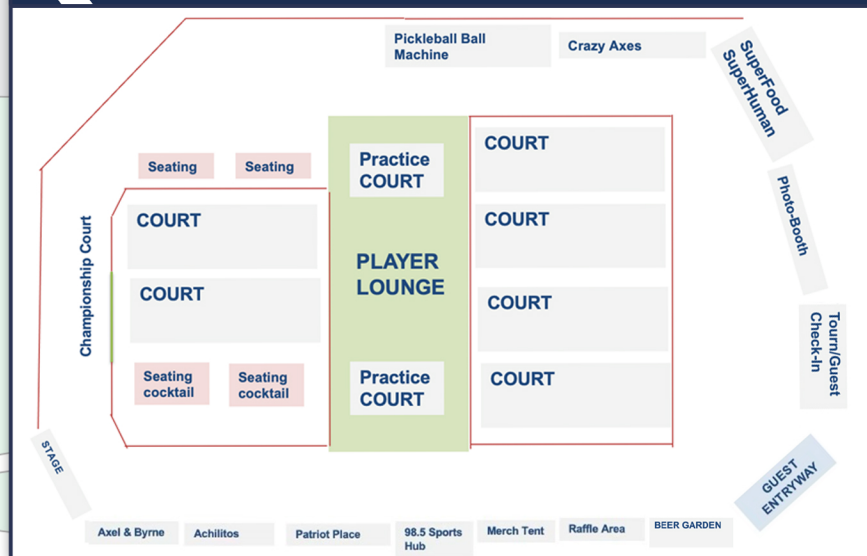 Pickleball Ball
Machine
Crazy Axes
SuperFood
SuperHuman
Practice
COURT
COURT
Seating
Seating
Photo-Booth
Championship Court
COURT
COURT
PLAYER
LOUNGE
COURT
COURT
Tourn/Guest
Check-In
Seating
cocktail
Seating
cocktail
Practice
COURT
COURT
STAGE
GUEST
ENTRYWAY
Axel & Byrne
Achilitos
Patriot Place
98.5 Sports
Hub
Merch Tent
Raffle Area
BEER GARDEN